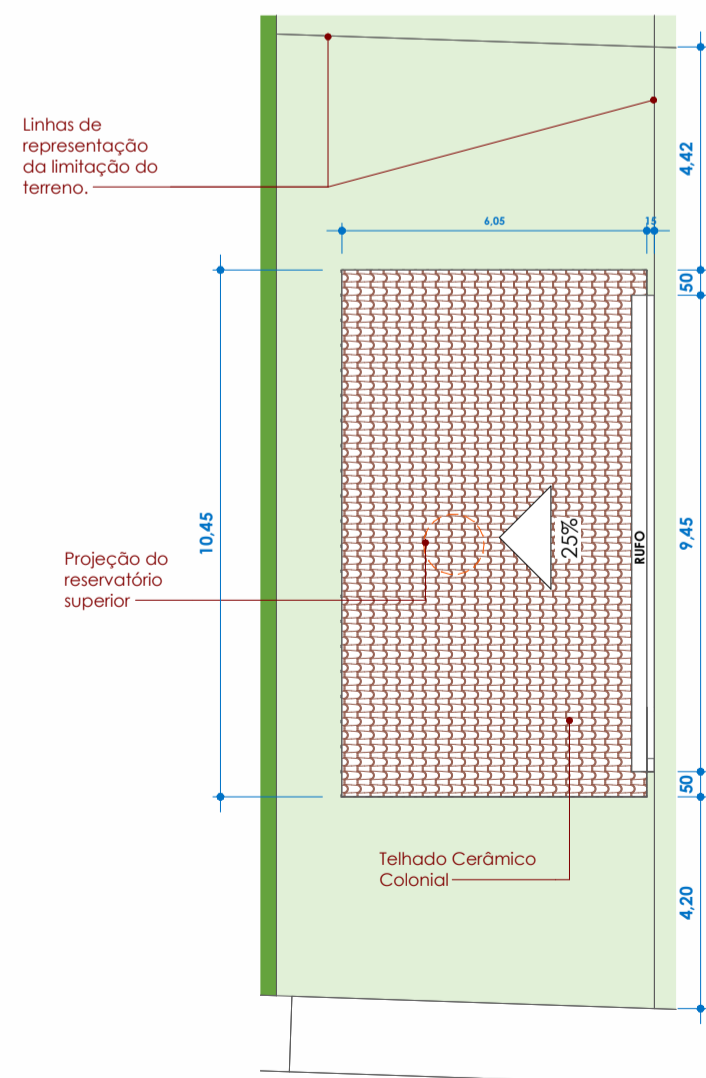 Linhas de
representação
da limitação do
terreno.
4,42
6,05
15
50
10,45
25%
RUFO
9,45
Projeção do
reservatório
superior
50
Telhado Cerâmico
Colonial
4,20